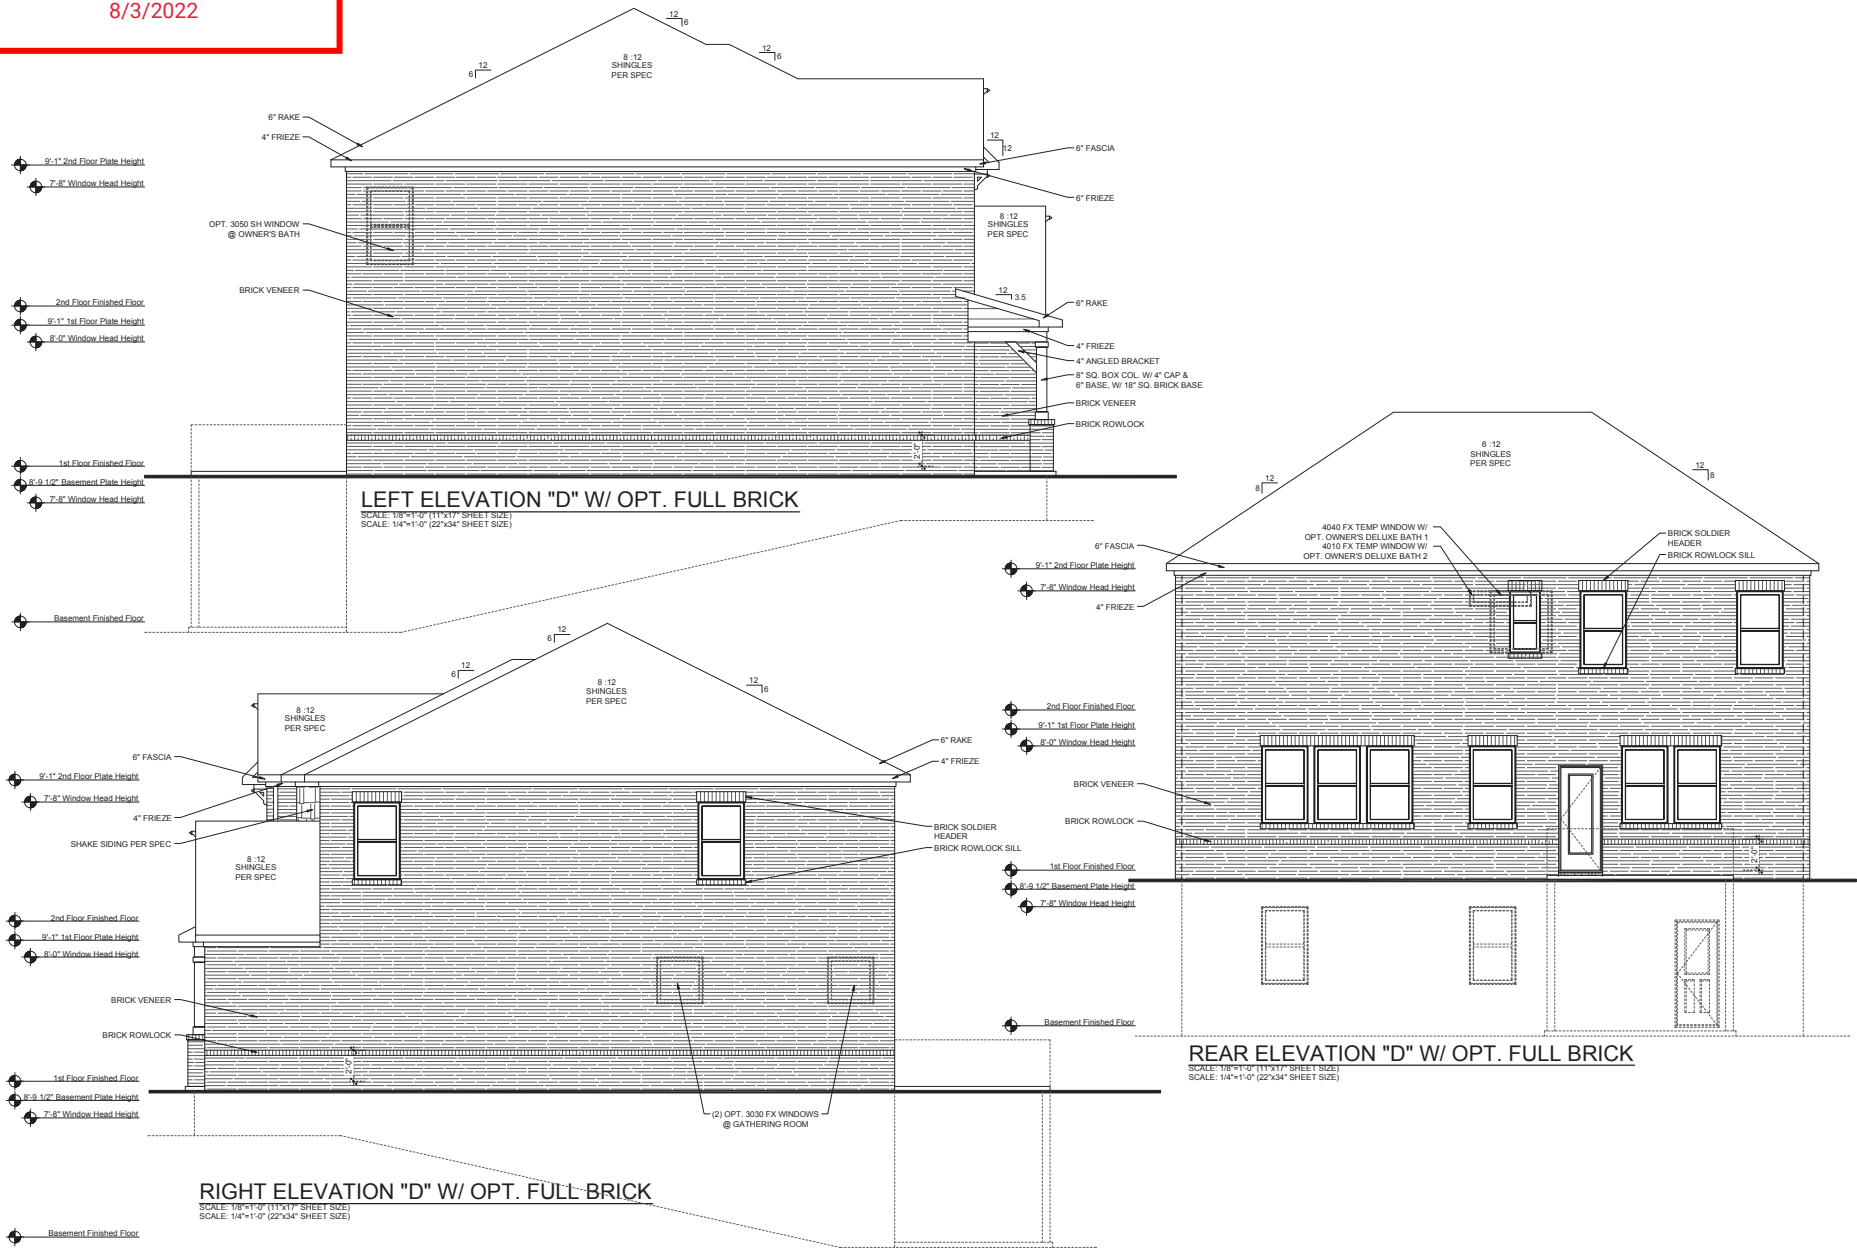 8/3/2022
12
6
12
6
12
6
8 :12
SHINGLES
PER SPEC
6" RAKE
4" FRIEZE
9'-1" 2nd Floor Plate Height
7'-8" Window Head Height
12
12
6" FASCIA
6" FRIEZE
OPT. 3050 SH WINDOW
@ OWNER'S BATH
8 :12
SHINGLES
PER SPEC
BRICK VENEER
12
3.5
6" RAKE
2nd Floor Finished Floor
9'-1" 1st Floor Plate Height
8'-0" Window Head Height
4" FRIEZE
4" ANGLED BRACKET
8" SQ. BOX COL. W/ 4" CAP &
6" BASE, W/ 18" SQ. BRICK BASE
BRICK VENEER
BRICK ROWLOCK
2'-0"
1st Floor Finished Floor
8'-9 1/2" Basement Plate Height
7'-8" Window Head Height
Basement Finished Floor
LEFT ELEVATION "D" W/ OPT. FULL BRICK
SCALE: 1/8"=1'-0" (11"x17" SHEET SIZE)
SCALE: 1/4"=1'-0" (22"x34" SHEET SIZE)
6 :12
SHINGLES
PER SPEC
12
8
12
8
4040 FX TEMP WINDOW W/
OPT. OWNER'S DELUXE BATH 1
4010 FX TEMP WINDOW W/
OPT. OWNER'S DELUXE BATH 2
BRICK SOLDIER
HEADER
BRICK ROWLOCK SILL
6" FASCIA
9'-1" 2nd Floor Plate Height
7'-8" Window Head Height
4" FRIEZE
2nd Floor Finished Floor
9'-1" 1st Floor Plate Height
8'-0" Window Head Height
BRICK VENEER
BRICK ROWLOCK
2'-0"
1st Floor Finished Floor
8'-9 1/2" Basement Plate Height
7'-8" Window Head Height
Basement Finished Floor
REAR ELEVATION "D" W/ OPT. FULL BRICK
SCALE: 1/8"=1'-0" (11"x17" SHEET SIZE)
SCALE: 1/4"=1'-0" (22"x34" SHEET SIZE)
12
6
12
6
12
6
8 :12
SHINGLES
PER SPEC
8 :12
SHINGLES
PER SPEC
6" RAKE
4" FRIEZE
6" FASCIA
9'-1" 2nd Floor Plate Height
7'-8" Window Head Height
4" FRIEZE
SHAKE SIDING PER SPEC
8 :12
SHINGLES
PER SPEC
BRICK SOLDIER
HEADER
BRICK ROWLOCK SILL
2nd Floor Finished Floor
9'-1" 1st Floor Plate Height
8'-0" Window Head Height
BRICK VENEER
BRICK ROWLOCK
2'-0"
1st Floor Finished Floor
8'-9 1/2" Basement Plate Height
7'-8" Window Head Height
(2) OPT. 3030 FX WINDOWS
@ GATHERING ROOM
RIGHT ELEVATION "D" W/ OPT. FULL BRICK
SCALE: 1/8"=1'-0" (11"x17" SHEET SIZE)
SCALE: 1/4"=1'-0" (22"x34" SHEET SIZE)
Basement Finished Floor